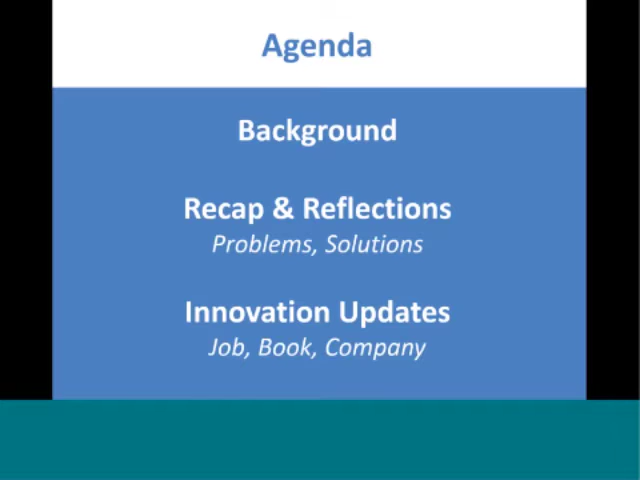 Agenda
Background
Recap & Reflections
Problems, Solutions
Innovation Updates
Job, Book, Company